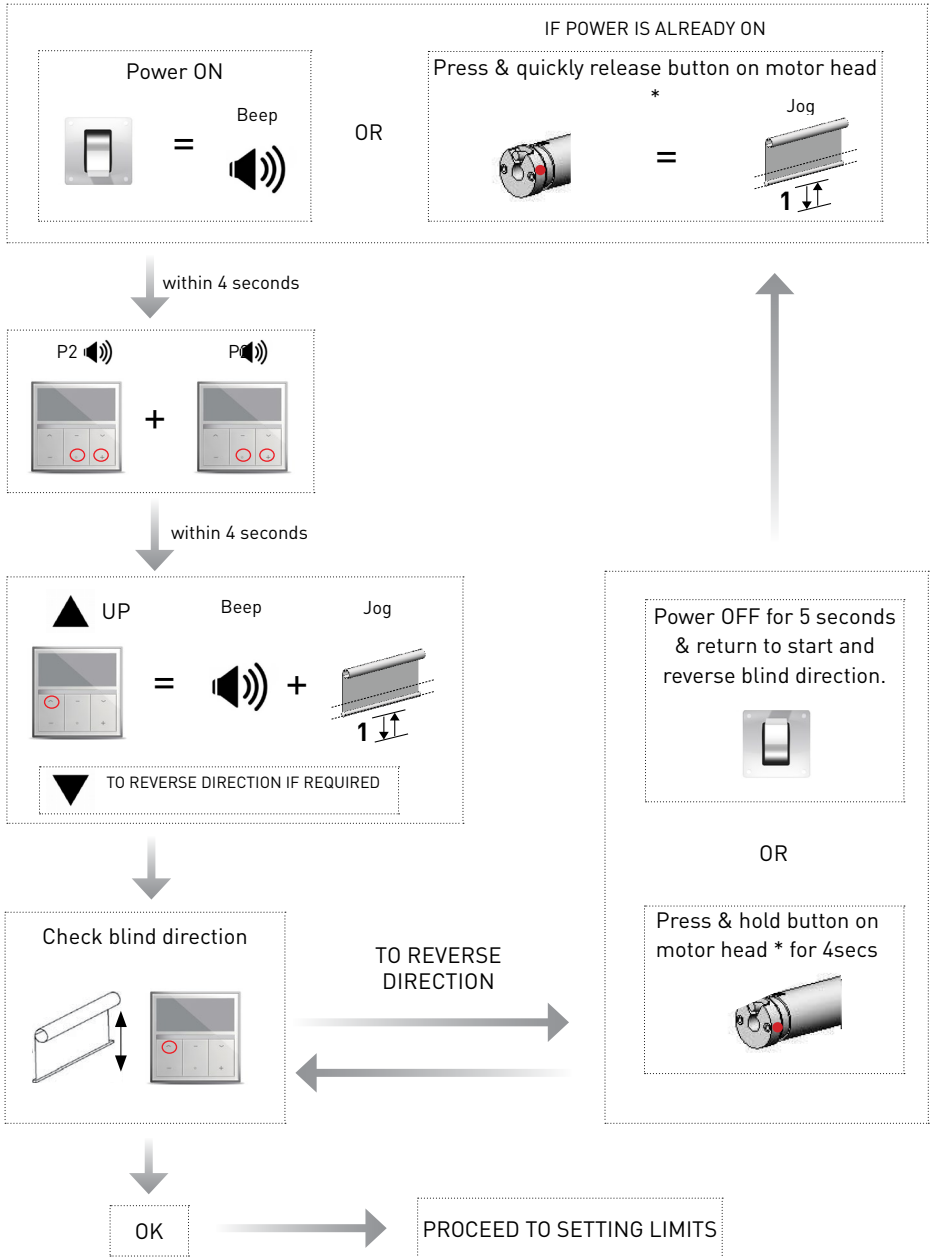 IF POWER IS ALREADY ON
Power ON
Beep
=
OR
Press & quickly release button on motor head
*
Jog
=
1
within 4 seconds
P2
+
within 4 seconds
UP
Beep
Jog
=
+
1
TO REVERSE DIRECTION IF REQUIRED
Power OFF for 5 seconds
& return to start and
reverse blind direction.
OR
Press & hold button on
motor head * for 4secs
Check blind direction
TO REVERSE
DIRECTION
OK
PROCEED TO SETTING LIMITS